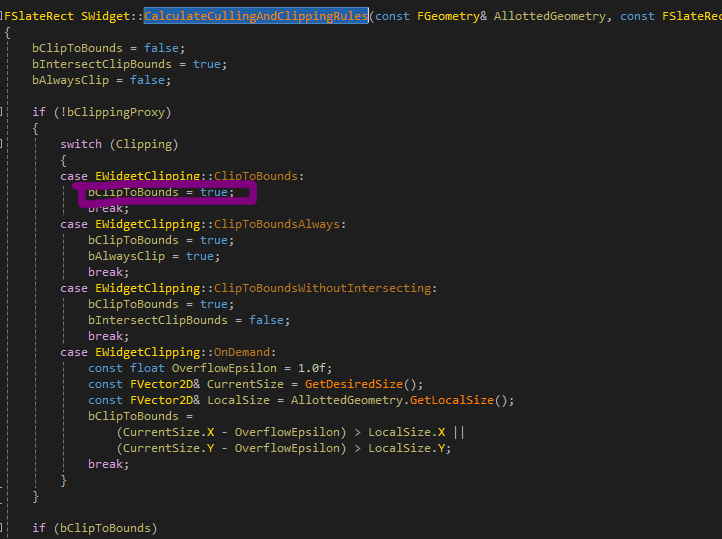 FSlateRect SWidget::CalculateCullingAndClippingRules(const FGeometry& AllottedGeometry, const FSlateRec
{
bClipToBounds = false;
bIntersectClipBounds = true;
bAlwaysClip = false;
if (!bClippingProxy)
{
switch (Clipping)
{
case EWidgetClipping::ClipToBounds:
bClipToBounds = true;
break;
case EWidgetClipping::ClipToBoundsAlways:
bClipToBounds = true;
bAlwaysClip = true;
break;
case EWidgetClipping::ClipToBoundsWithoutIntersecting:
bClipToBounds = true;
bIntersectClipBounds = false;
break;
case EWidgetClipping::OnDemand:
const float OverflowEpsilon = 1.0f;
const FVector2D& CurrentSize = GetDesiredSize();
const FVector2D& LocalSize = AllottedGeometry.GetLocalSize();
bClipToBounds =
(CurrentSize.X - OverflowEpsilon) > LocalSize.X ||
(CurrentSize.Y - OverflowEpsilon) > LocalSize.Y;
break;
}
}
if (bClipToBounds)